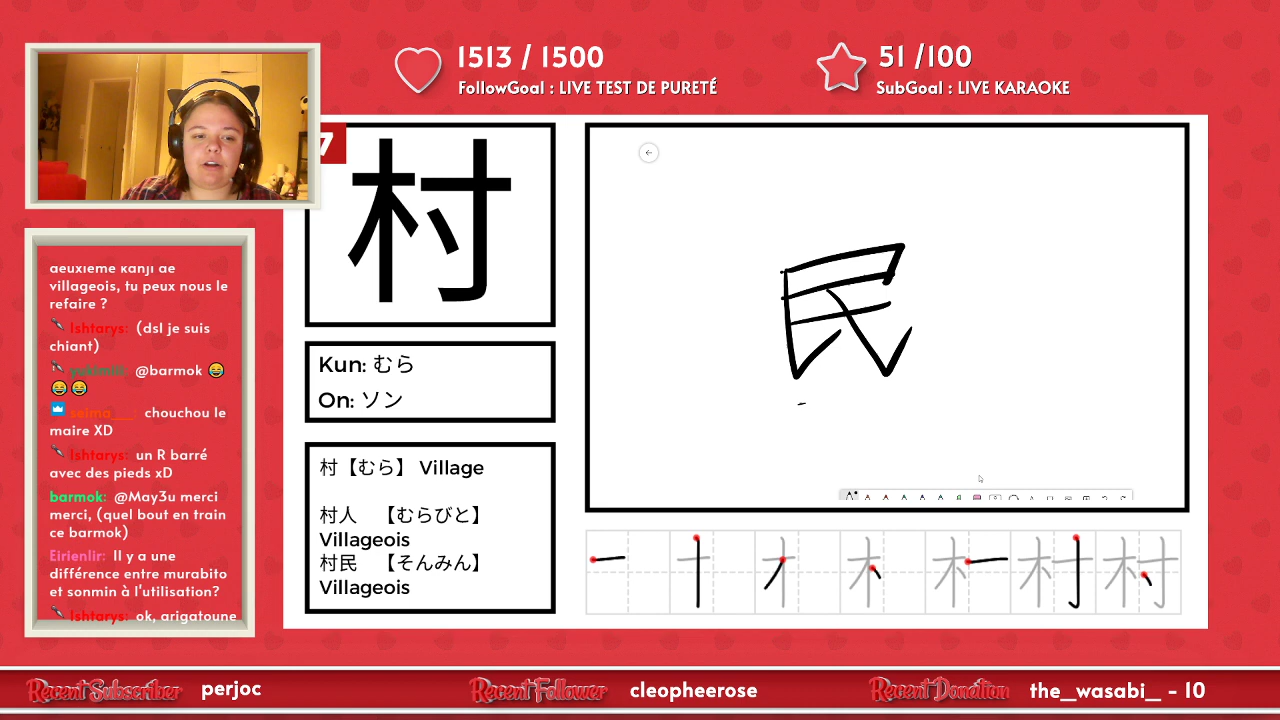 1513 / 1500
FollowGoal : LIVE TEST DE PURETÉ
51 /100
SubGoal : LIVE KARAOKE
7
村
Kun: むら
On: ソン
村【むら】 Village
村人 【むらびと】
Villageois
村民 【そんみん】
Villageois
民
deuxième kanji de
villageois, tu peux nous le
refaire ?
Ishtarys: (dsl je suis
chiant)
yukimiii: @barmok 😂
😂😂
saima___: chouchou le
maire XD
Ishtarys: un R barré
avec des pieds xD
barmok: @May3u merci
merci, (quel bout en train
ce barmok)
Eirienlir: Il y a une
différence entre murabito
et sonmin à l'utilisation?
Ishtarys: ok, arigatoune
Recent Subscriber perjoc
Recent Follower cleopheerose
Recent Donation the__wasabi__ - 10